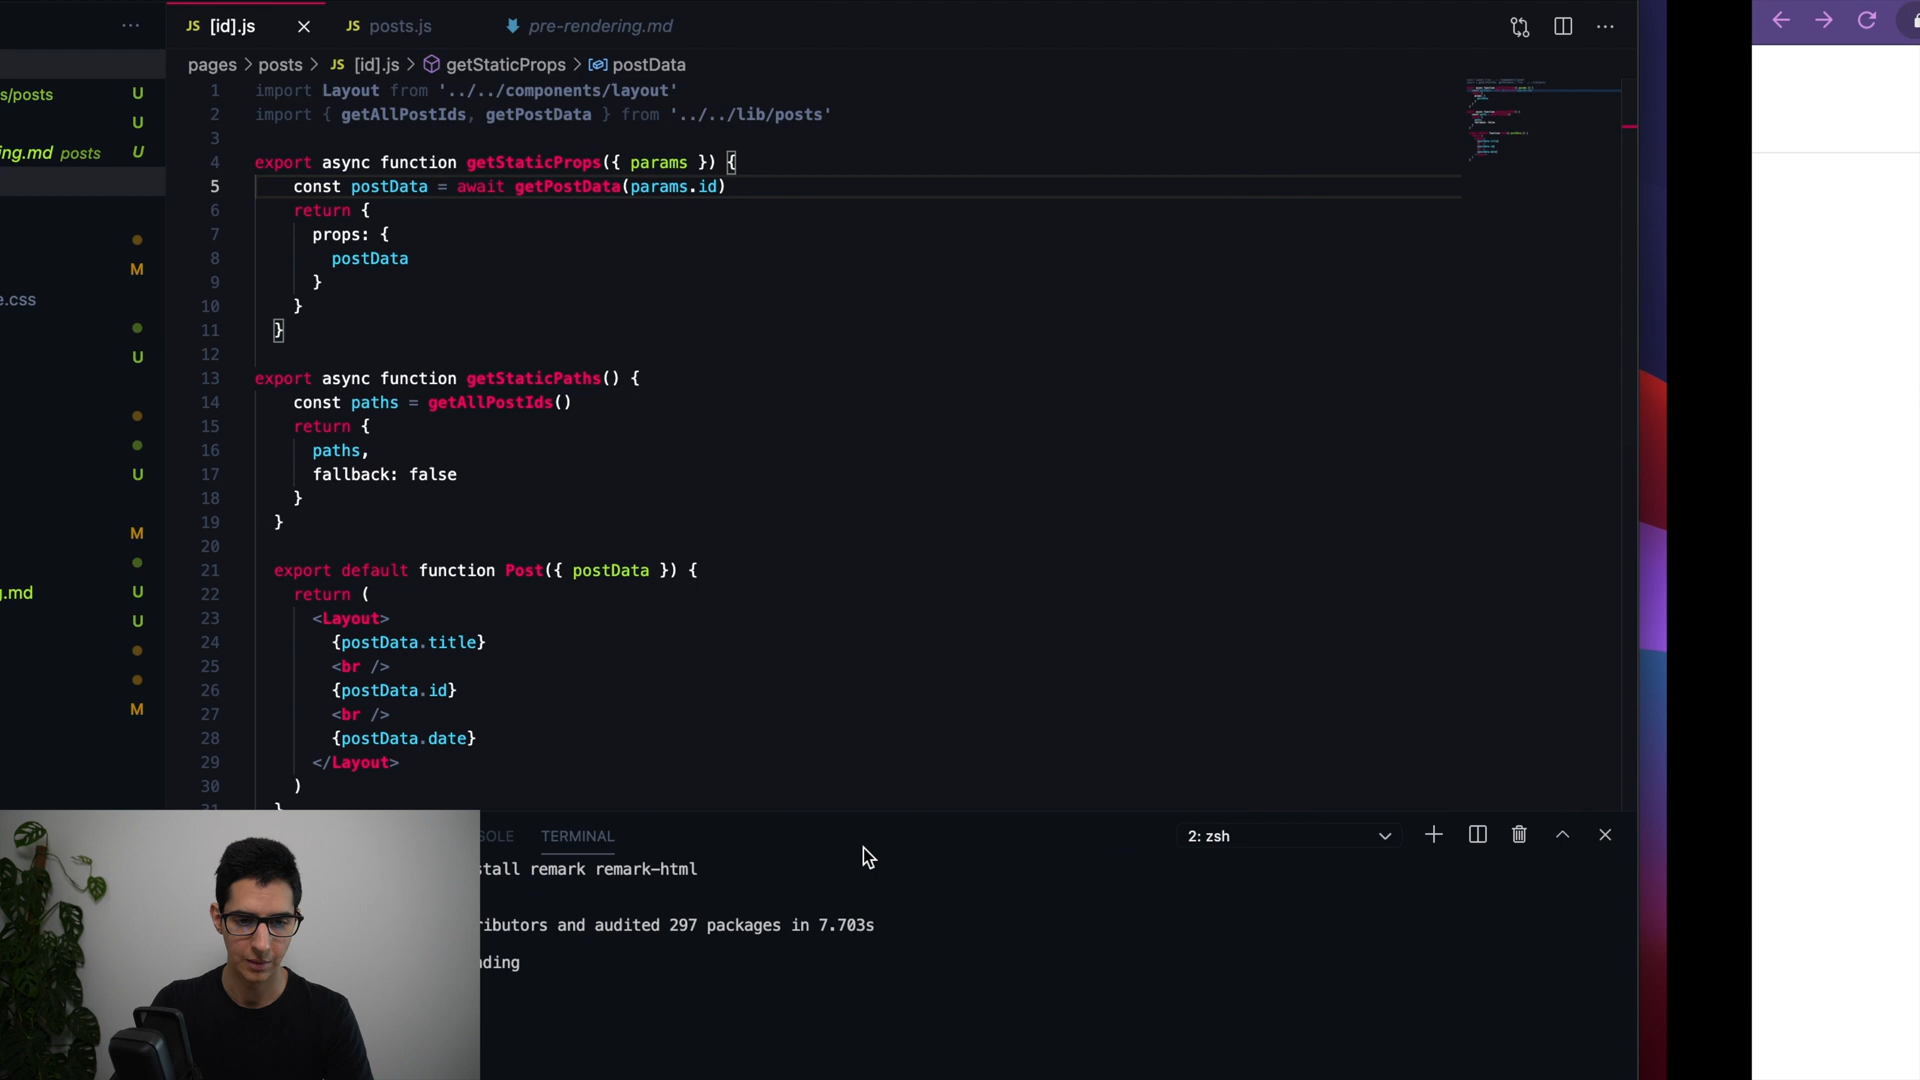 JS [id].js
JS posts.js
pre-rendering.md
pages > posts > JS [id].js > getStaticProps > postData
s/posts U
U
ing.md posts U
M
e.css
U
U
M
g.md U
U
M
1 import Layout from '../../components/layout'
2 import { getAllPostIds, getPostData } from '../../lib/posts'
3
4 export async function getStaticProps({ params }) {
5 const postData = await getPostData(params.id)
6 return {
7 props: {
8 postData
9 }
10 }
11 }
12
13 export async function getStaticPaths() {
14 const paths = getAllPostIds()
15 return {
16 paths,
17 fallback: false
18 }
19 }
20
21 export default function Post({ postData }) {
22 return (
23 <Layout>
24 {postData.title}
25 <br />
26 {postData.id}
27 <br />
28 {postData.date}
29 </Layout>
30 )
31 }
SOLE TERMINAL 2: zsh
stall remark remark-html
ributors and audited 297 packages in 7.703s
nding